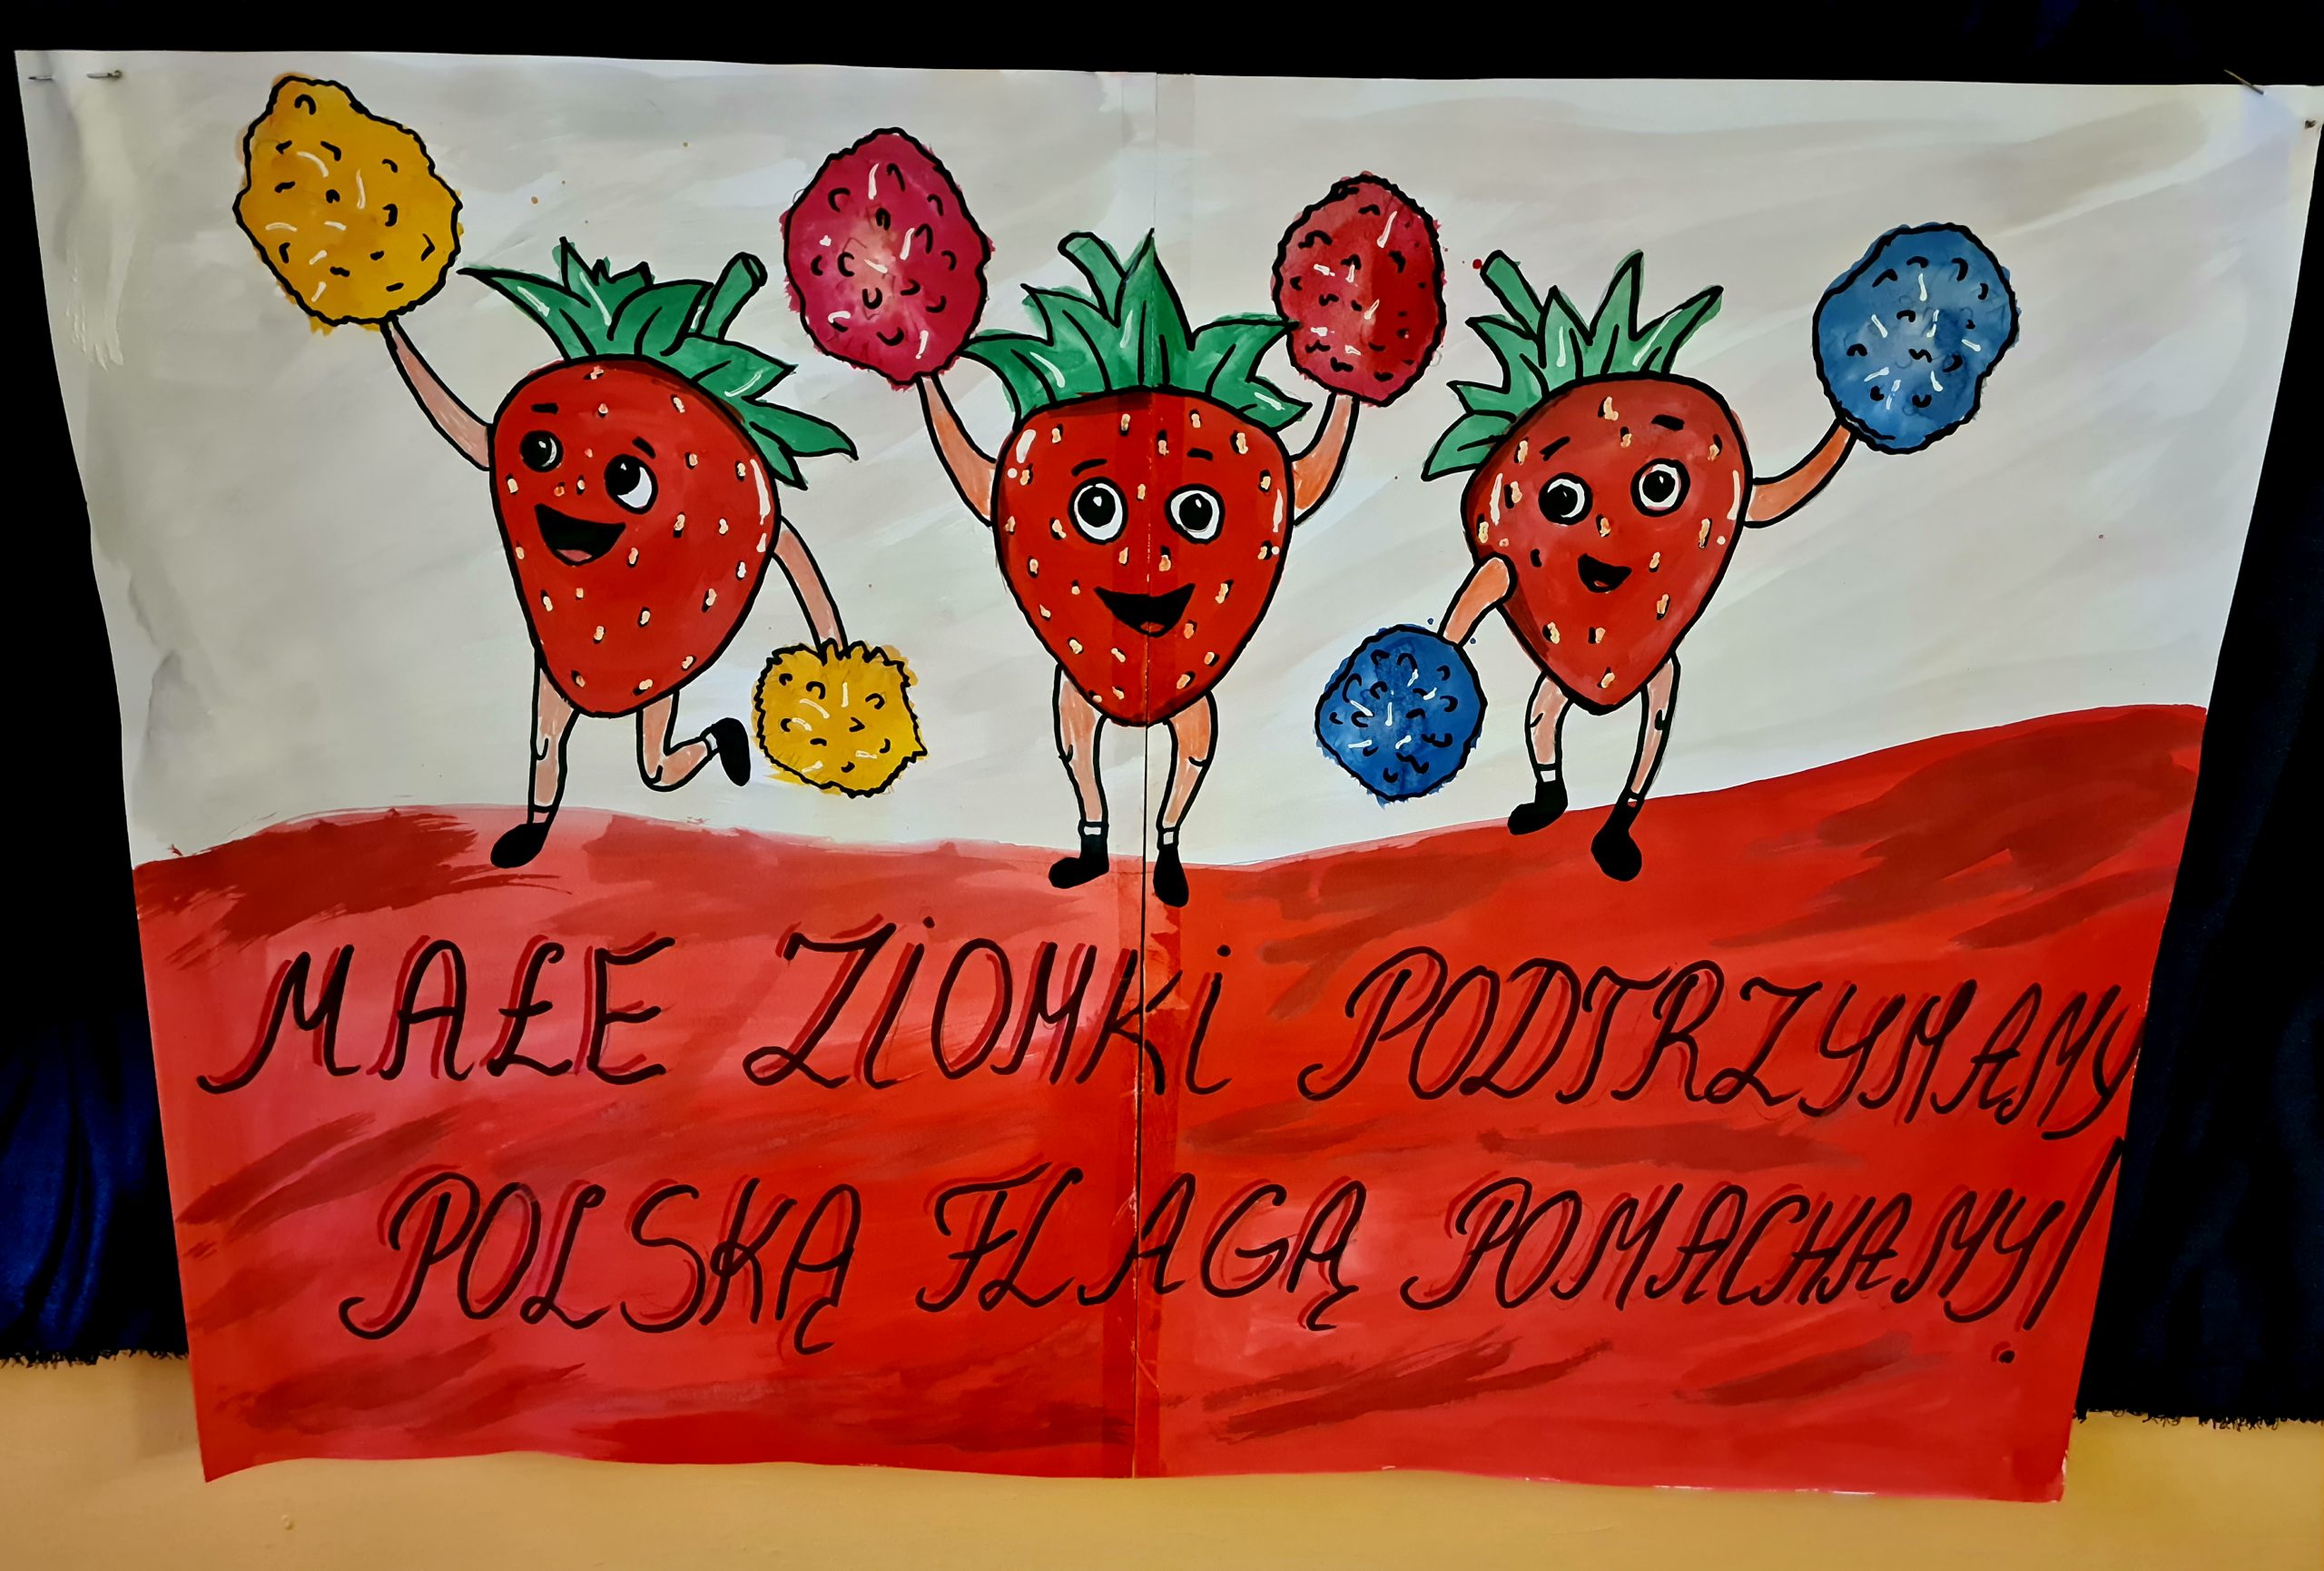 MAŁE ZiOMKi PODTRZYMAMY
POLSKĄ FLAGĄ POMACHAMY!